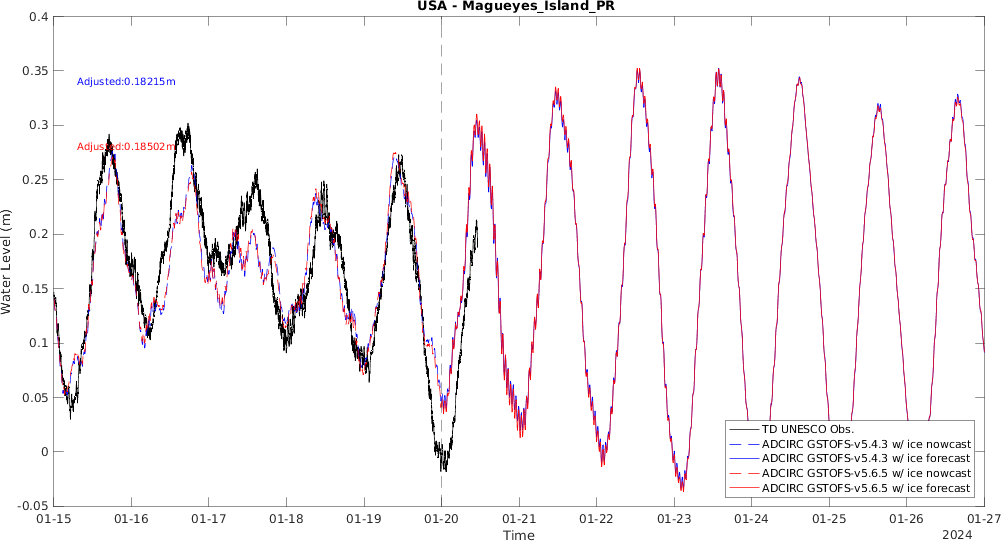 USA - Magueyes_Island_PR
0.4
0.35
0.3
0.25
0.2
0.15
0.1
0.05
0
-0.05
Water Level (m)
Adjusted:0.18215m
Adjusted:0.18502m
TD UNESCO Obs.
ADCIRC GSTOFS-v5.4.3 w/ ice nowcast
ADCIRC GSTOFS-v5.4.3 w/ ice forecast
ADCIRC GSTOFS-v5.6.5 w/ ice nowcast
ADCIRC GSTOFS-v5.6.5 w/ ice forecast
01-15 01-16 01-17 01-18 01-19 01-20 01-21 01-22 01-23 01-24 01-25 01-26 01-27
Time
2024